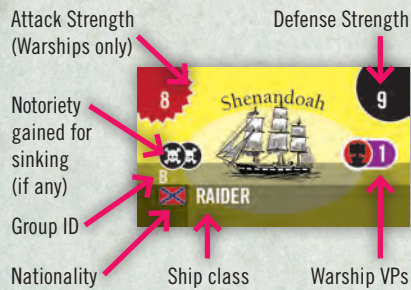 Attack Strength
(Warships only)
Defense Strength
8
Shenandoah
9
Notoriety
gained for
sinking
(if any)
1
B
Group ID
RAIDER
Nationality
Ship class
Warship VPs